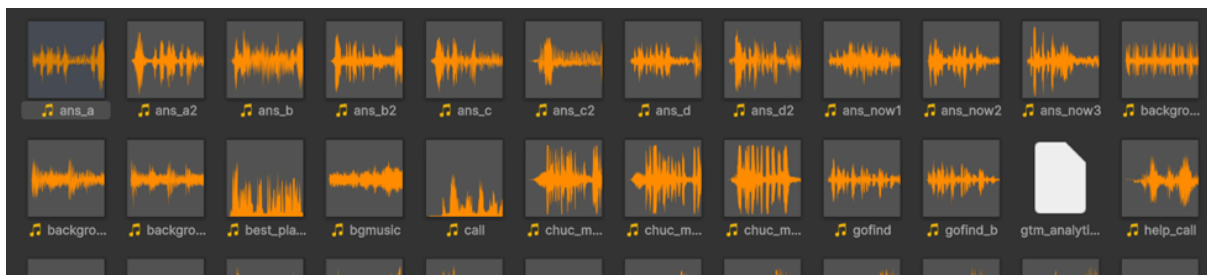 ans_a ans_a2 ans_b ans_b2 ans_c ans_c2 ans_d ans_d2 ans_now1 ans_now2 ans_now3 backgro...
backgro... backgro... best_pla... bgmusic call chuc_m... chuc_m... chuc_m... gofind gofind_b gtm_analyti... help_call